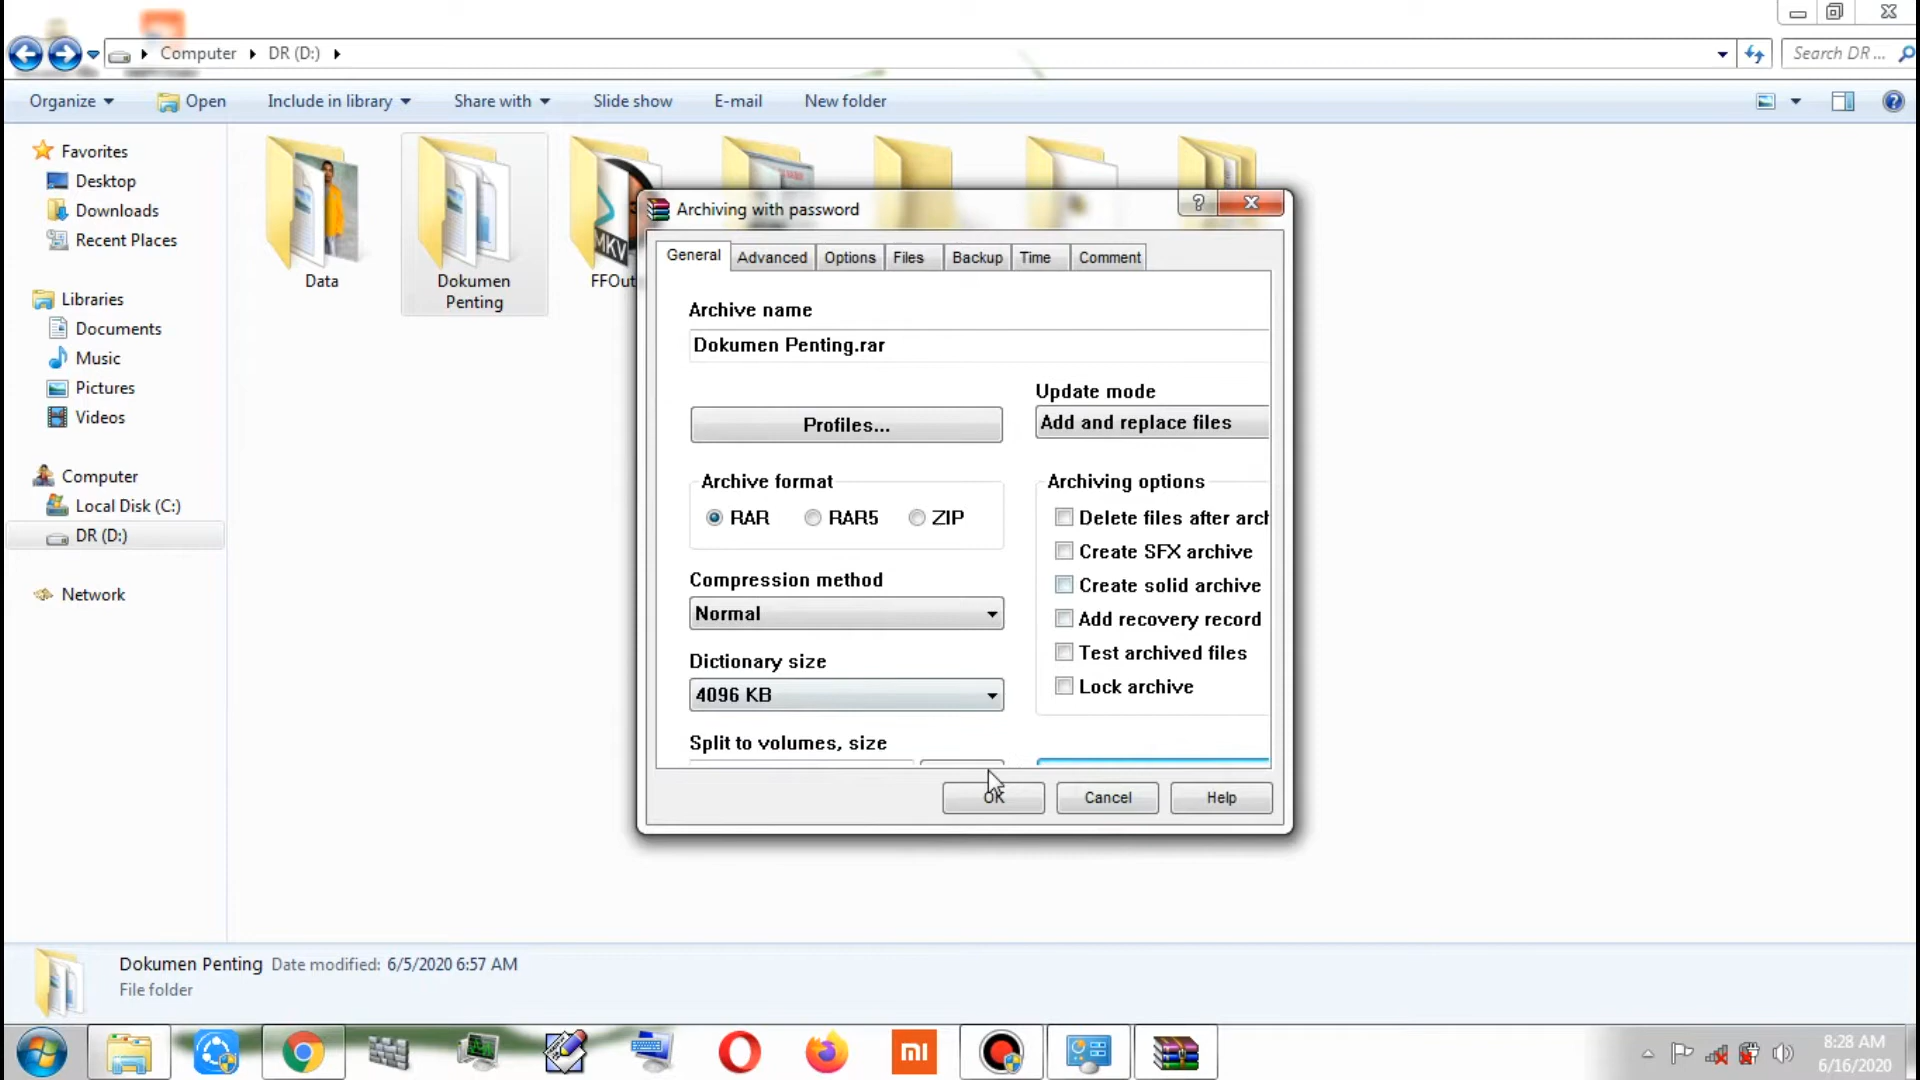 Computer
DR (D:)
Search DR ...
Organize
Open
Include in library
Share with
Slide show
E-mail
New folder
Favorites
Desktop
Downloads
Recent Places
Libraries
Documents
Music
Pictures
Videos
Computer
Local Disk (C:)
DR (D:)
Network
Data
Dokumen
Penting
FFOut
MKV
Archiving with password
?
General
Advanced
Options
Files
Backup
Time
Comment
Archive name
Dokumen Penting.rar
Update mode
Profiles...
Add and replace files
Archive format
RAR
RAR5
ZIP
Archiving options
Delete files after arch
Create SFX archive
Create solid archive
Add recovery record
Test archived files
Lock archive
Compression method
Normal
Dictionary size
4096 KB
Split to volumes, size
OK
Cancel
Help
Dokumen Penting Date modified: 6/5/2020 6:57 AM
File folder
mi
8:28 AM
6/16/2020